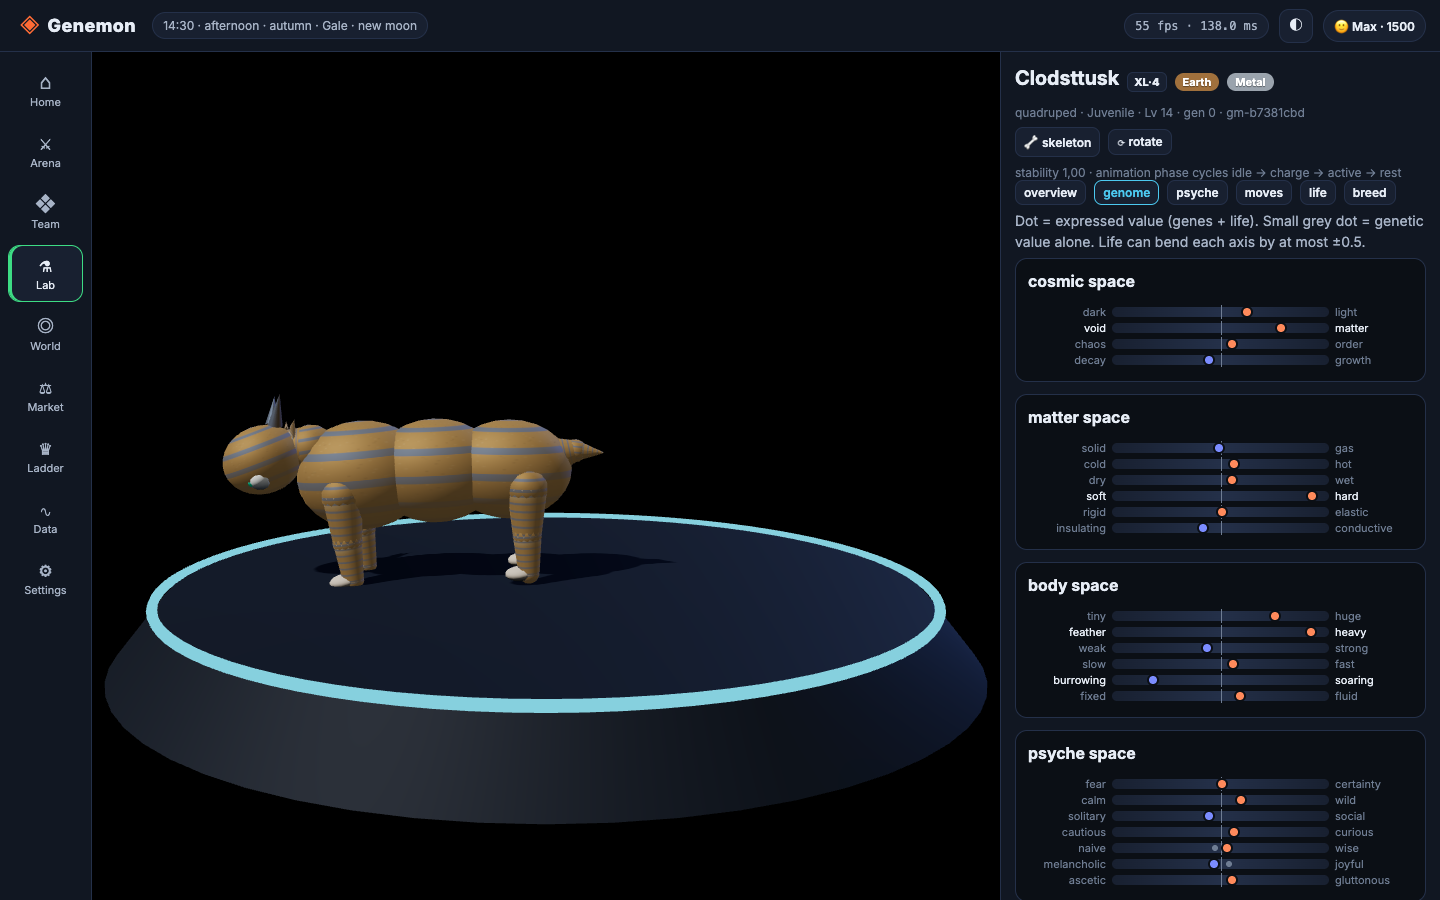 Genemon
14:30 · afternoon · autumn · Gale · new moon
55 fps · 138.0 ms
Max · 1500
Home
Arena
Team
Lab
World
Market
Ladder
Data
Settings
Clodsttusk XL·4 Earth Metal
quadruped · Juvenile · Lv 14 · gen 0 · gm-b7381cbd
skeleton rotate
stability 1,00 · animation phase cycles idle → charge → active → rest
overview genome psyche moves life breed
Dot = expressed value (genes + life). Small grey dot = genetic
value alone. Life can bend each axis by at most ±0.5.
cosmic space
dark light
void matter
chaos order
decay growth
matter space
solid gas
cold hot
dry wet
soft hard
rigid elastic
insulating conductive
body space
tiny huge
feather heavy
weak strong
slow fast
burrowing soaring
fixed fluid
psyche space
fear certainty
calm wild
solitary social
cautious curious
naive wise
melancholic joyful
ascetic gluttonous